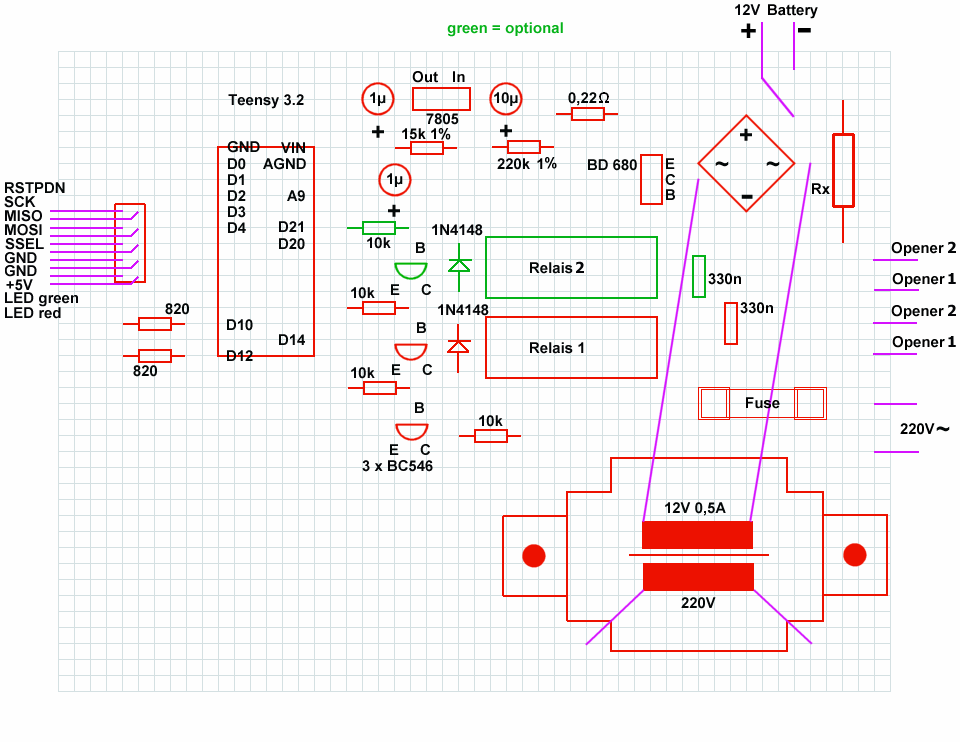 12V Battery
+ -
green = optional
Out In
Teensy 3.2
1µ
10µ
0,22Ω
7805
+
+
15k 1%
220k 1%
BD 680
E
C
B
+
~ ~
-
Rx
GND VIN
D0 AGND
D1
D2 A9
D3
D4 D21
D20
D10
D14
D12
1µ
+
RSTPDN
SCK
MISO
MOSI
SSEL
GND
GND
+5V
LED green
LED red
820
820
10k
B
E C
1N4148
Relais 2
330n
330n
Opener 2
Opener 1
Opener 2
Opener 1
10k
B
E C
1N4148
Relais 1
10k
B
E C
3 x BC546
10k
Fuse
220V~
12V 0,5A
220V